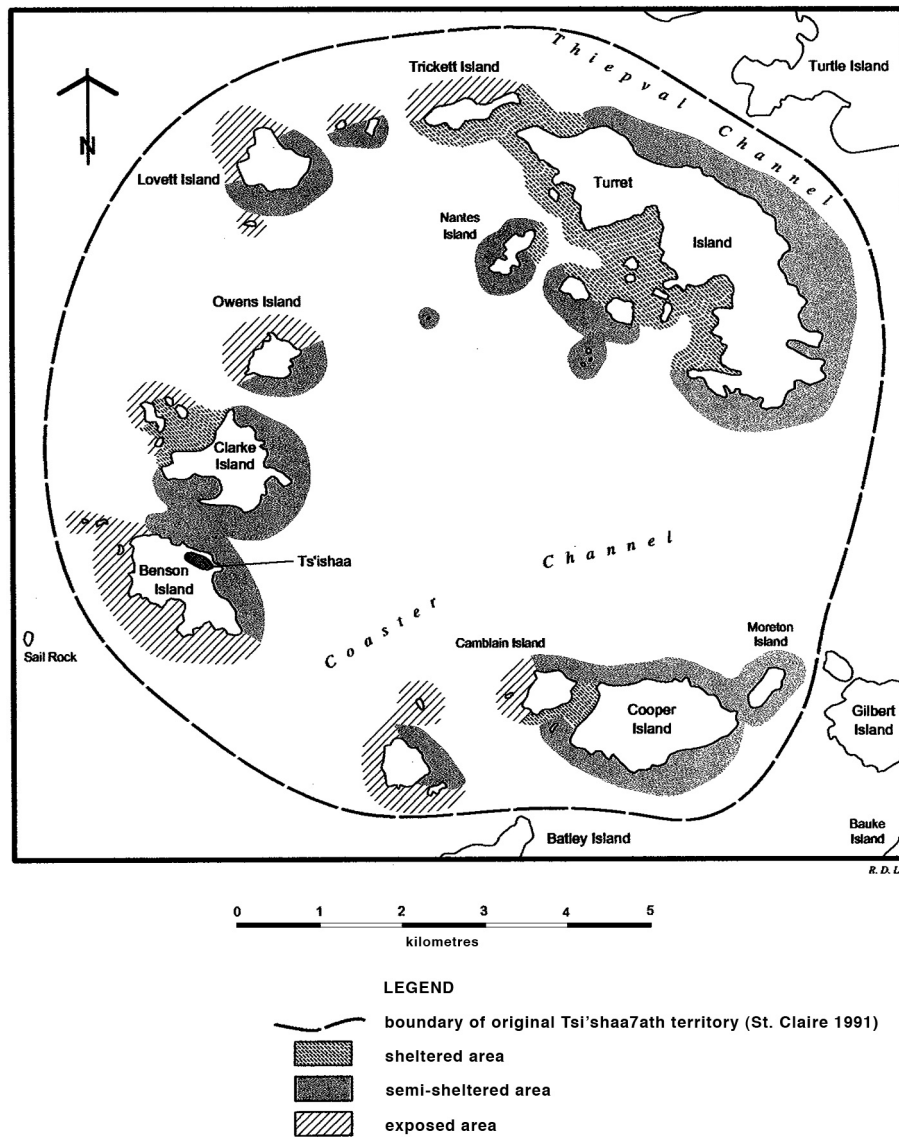 Thiepval Channel
Turtle Island
Trickett Island
N
Lovett Island
Turret
Island
Nantes
Island
Owens Island
Clarke
Island
Ts'ishaa
Benson
Island
Coaster Channel
Sail Rock
Camblain Island
Moreton
Island
Cooper
Island
Gilbert
Island
Batley Island
Bauke
Island
R. D. L
0 1 2 3 4 5
kilometres
LEGEND
boundary of original Tsi'shaa7ath territory (St. Claire 1991)
sheltered area
semi-sheltered area
exposed area